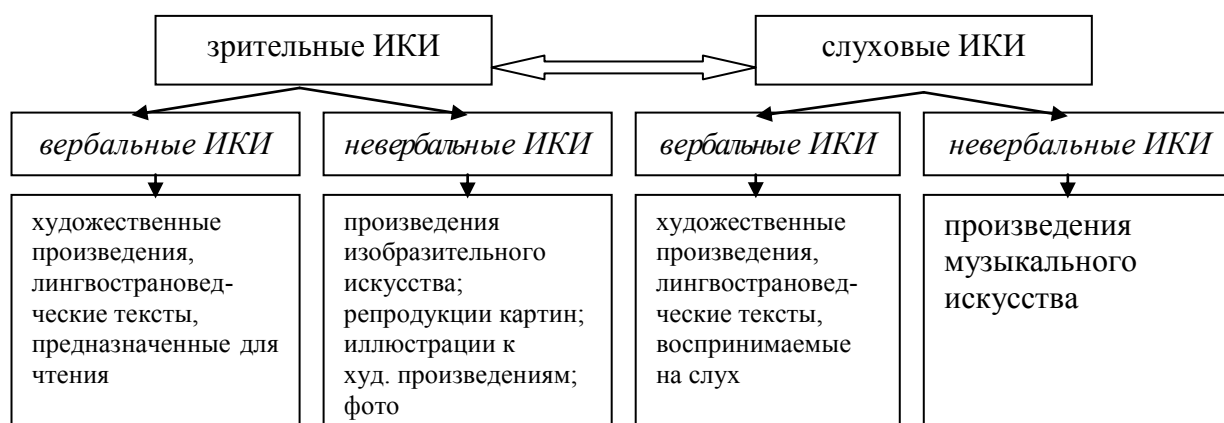 зрительные ИКИ
слуховые ИКИ
вербальные ИКИ
невербальные ИКИ
вербальные ИКИ
невербальные ИКИ
художественные
произведения,
лингвострановед-
ческие тексты,
предназначенные для
чтения
произведения
изобразительного
искусства;
репродукции картин;
иллюстрации к
худ. произведениям;
фото
художественные
произведения,
лингвострановед-
ческие тексты,
воспринимаемые
на слух
произведения
музыкального
искусства